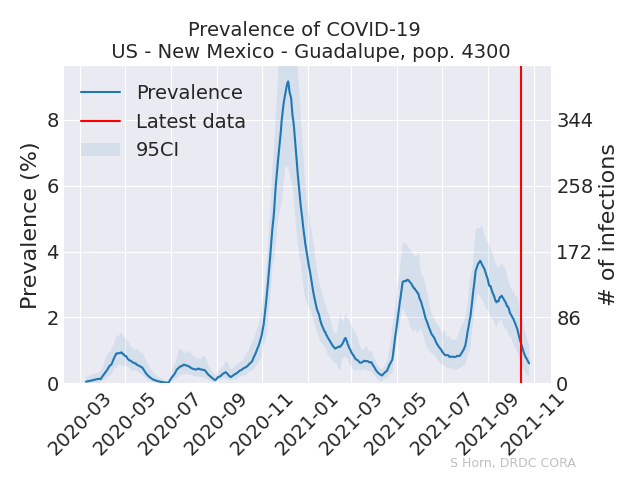 Prevalence of COVID-19
US - New Mexico - Guadalupe, pop. 4300
Prevalence
Latest data
95CI
Prevalence (%)
8
6
4
2
0
# of infections
344
258
172
86
0
2020-03
2020-05
2020-07
2020-09
2020-11
2021-01
2021-03
2021-05
2021-07
2021-09
2021-11
S Horn, DRDC CORA